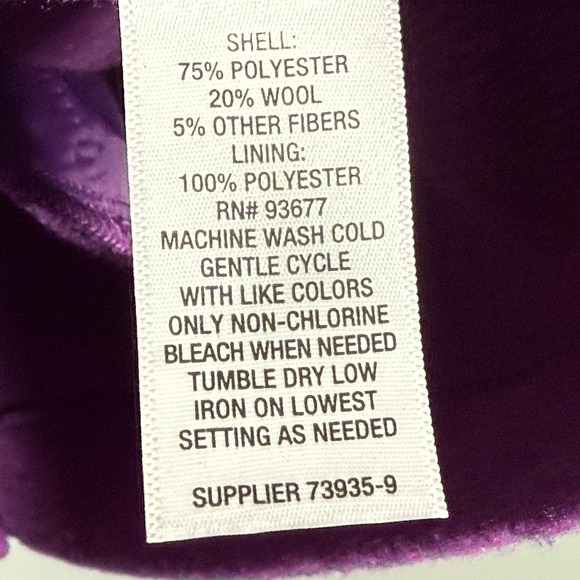 SHELL:
75% POLYESTER
20% WOOL
5% OTHER FIBERS
LINING:
100% POLYESTER
RN# 93677
MACHINE WASH COLD
GENTLE CYCLE
WITH LIKE COLORS
ONLY NON-CHLORINE
BLEACH WHEN NEEDED
TUMBLE DRY LOW
IRON ON LOWEST
SETTING AS NEEDED
SUPPLIER 73935-9